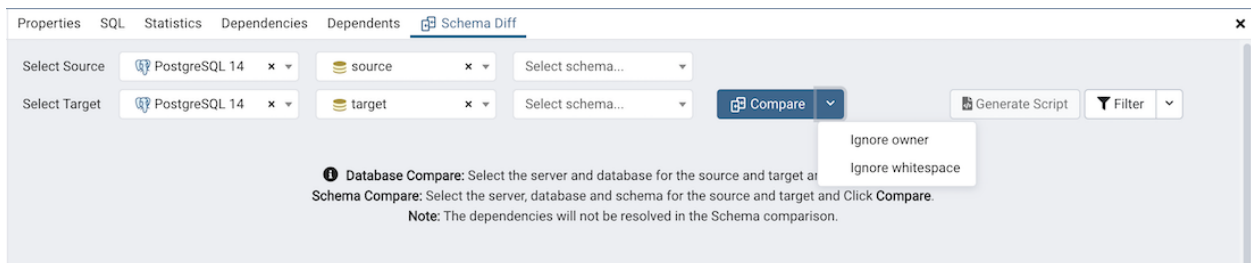 Properties SQL Statistics Dependencies Dependents Schema Diff
Select Source PostgreSQL 14 source Select schema...
Select Target PostgreSQL 14 target Select schema... Compare Generate Script Filter
Ignore owner
Ignore whitespace
Database Compare: Select the server and database for the source and target
Schema Compare: Select the server, database and schema for the source and target and Click Compare.
Note: The dependencies will not be resolved in the Schema comparison.